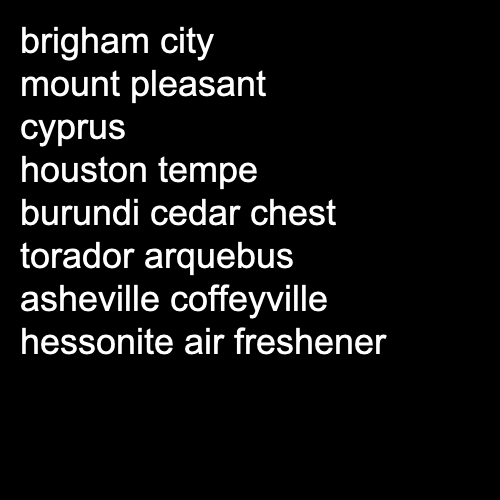 brigham city
mount pleasant
cyprus
houston tempe
burundi cedar chest
torador arquebus
asheville coffeyville
hessonite air freshener